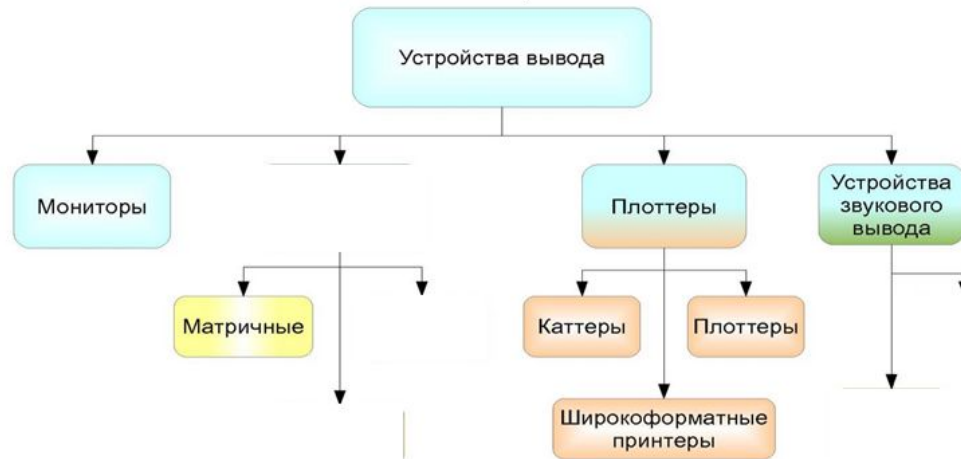 Устройства вывода
Мониторы
Плоттеры
Устройства
звукового
вывода
Матричные
Каттеры
Плоттеры
Широкоформатные
принтеры